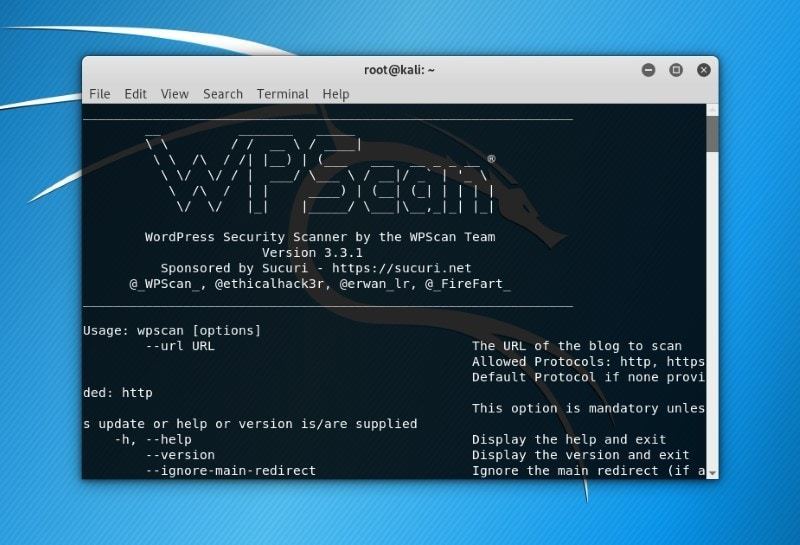 root@kali: ~
File Edit View Search Terminal Help
WPScan ®
WordPress Security Scanner by the WPScan Team
Version 3.3.1
Sponsored by Sucuri - https://sucuri.net
@_WPScan_, @ethicalhack3r, @erwan_lr, @_FireFart_
Usage: wpscan [options]
--url URL The URL of the blog to scan
Allowed Protocols: http, https
Default Protocol if none provi
ded: http
This option is mandatory unles
s update or help or version is/are supplied
-h, --help Display the help and exit
--version Display the version and exit
--ignore-main-redirect Ignore the main redirect (if a